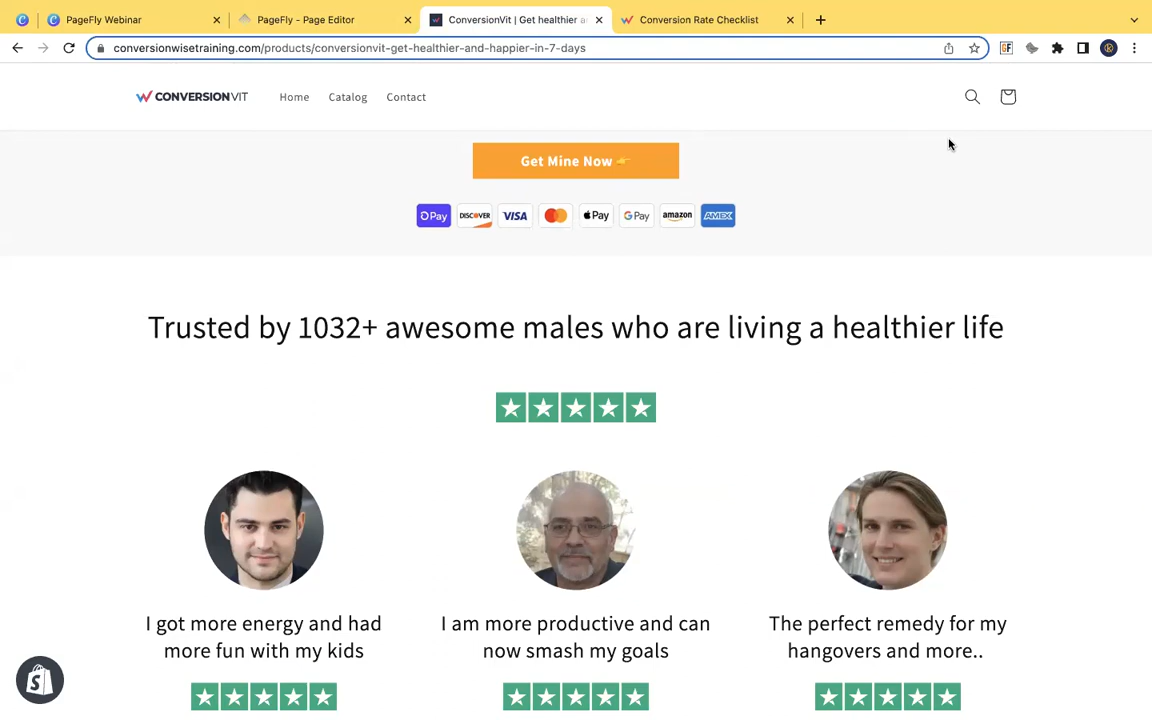 PageFly Webinar
PageFly - Page Editor
ConversionVit | Get healthier a
Conversion Rate Checklist
conversionwisetraining.com/products/conversionvit-get-healthier-and-happier-in-7-days
GF
CONVERSIONVIT
Home
Catalog
Contact
Get Mine Now
Pay
DISCOVER
VISA
Pay
G Pay
amazon
AMEX
Trusted by 1032+ awesome males who are living a healthier life
I got more energy and had
more fun with my kids
I am more productive and can
now smash my goals
The perfect remedy for my
hangovers and more..